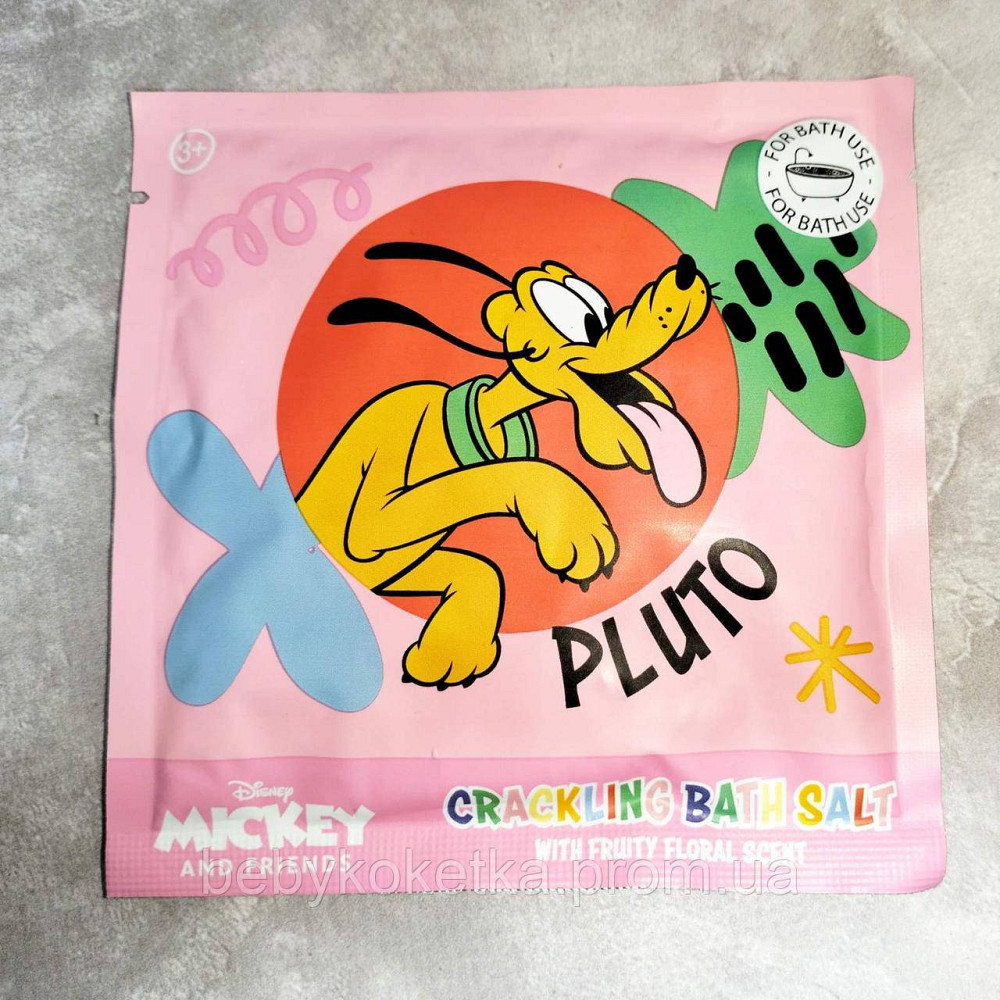 3+
FOR BATH USE -
FOR BATH USE -
PLUTO
Disney
MICKEY
AND FRIENDS
CRACKLING BATH SALT
WITH FRUITY FLORAL SCENT
bebykoketka.prom.ua